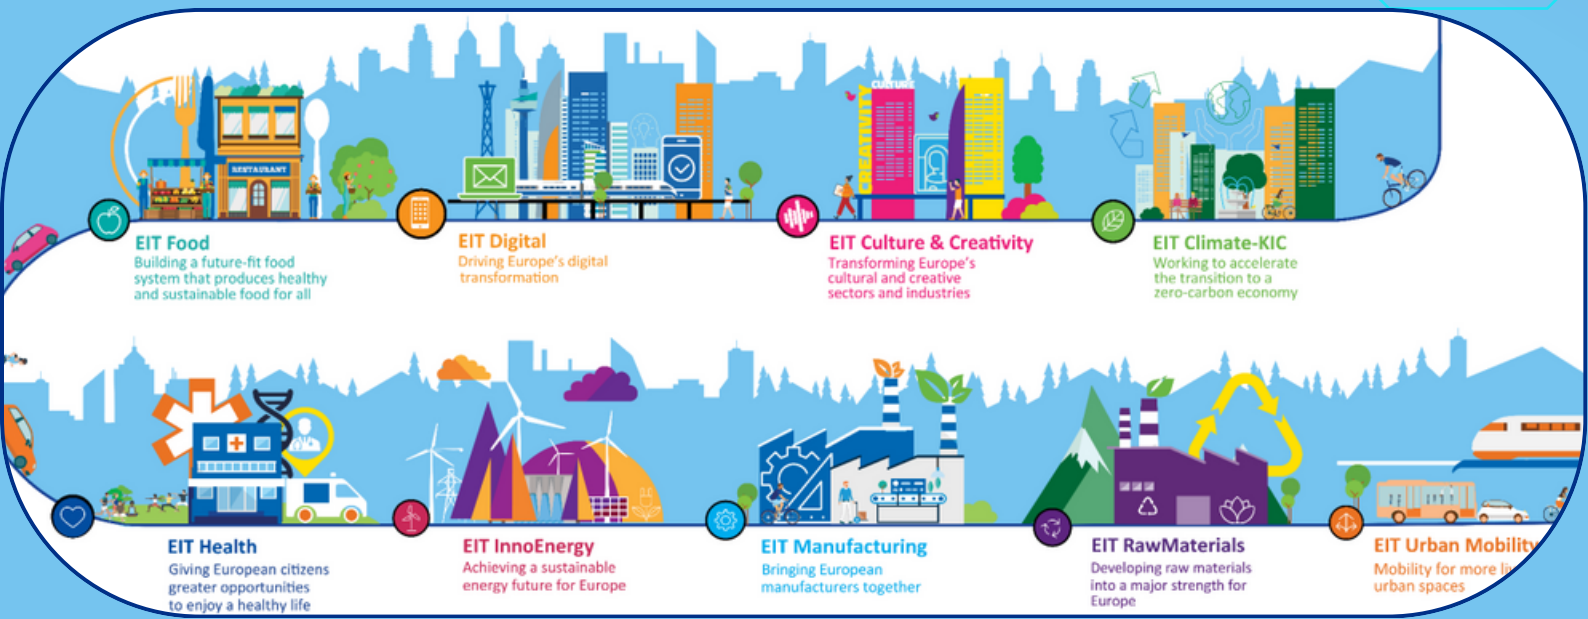 CULTURE
CREATIVITY
RESTAURANT
EIT Food
Building a future-fit food
system that produces healthy
and sustainable food for all
EIT Digital
Driving Europe's digital
transformation
EIT Culture & Creativity
Transforming Europe's
cultural and creative
sectors and industries
EIT Climate-KIC
Working to accelerate
the transition to a
zero-carbon economy
EIT Health
Giving European citizens
greater opportunities
to enjoy a healthy life
EIT InnoEnergy
Achieving a sustainable
energy future for Europe
EIT Manufacturing
Bringing European
manufacturers together
EIT RawMaterials
Developing raw materials
into a major strength for
Europe
EIT Urban Mobility
Mobility for more
urban spaces